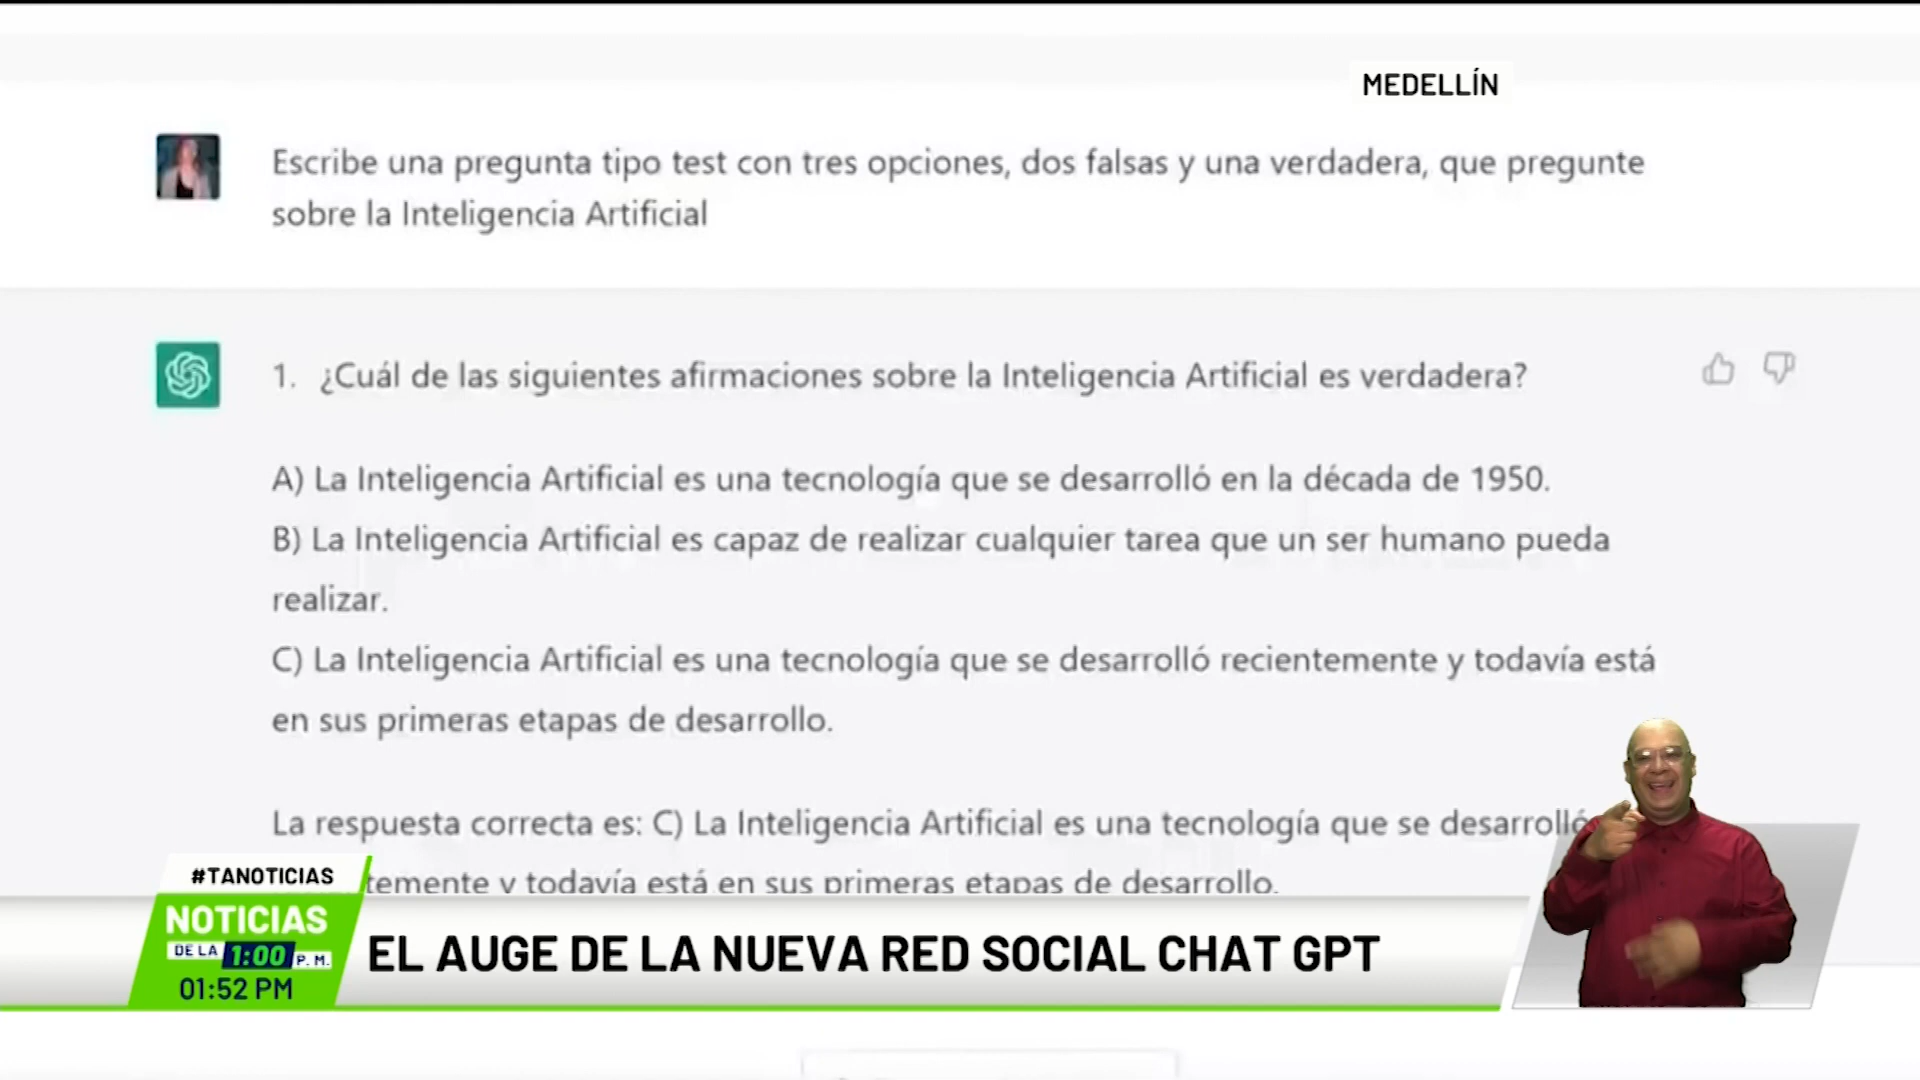 MEDELLÍN
Escribe una pregunta tipo test con tres opciones, dos falsas y una verdadera, que pregunte
sobre la Inteligencia Artificial
1. ¿Cuál de las siguientes afirmaciones sobre la Inteligencia Artificial es verdadera?
A) La Inteligencia Artificial es una tecnología que se desarrolló en la década de 1950.
B) La Inteligencia Artificial es capaz de realizar cualquier tarea que un ser humano pueda
realizar.
C) La Inteligencia Artificial es una tecnología que se desarrolló recientemente y todavía está
en sus primeras etapas de desarrollo.
La respuesta correcta es: C) La Inteligencia Artificial es una tecnología que se desarrolló
temente y todavía está en sus primeras etapas de desarrollo.
#TANOTICIAS
NOTICIAS
DE LA 1:00 P. M.
01:52 PM
EL AUGE DE LA NUEVA RED SOCIAL CHAT GPT